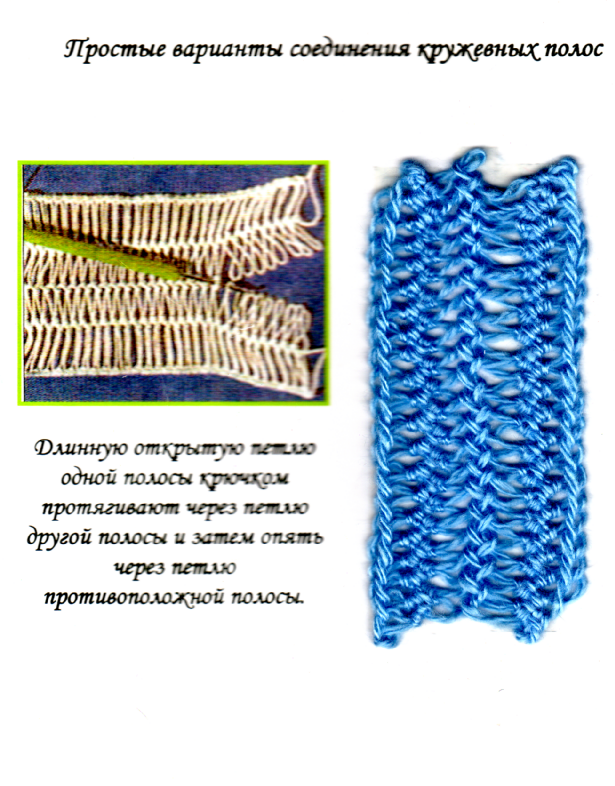 Простые варианты соединения кружевных полос
Длинную открытую петлю
одной полосы крючком
протягивают через петлю
другой полосы и затем опять
через петлю
противоположной полосы.